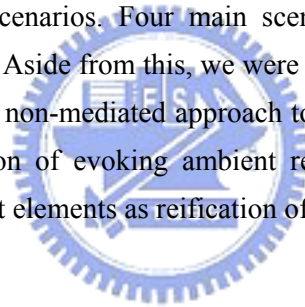 cenarios. Four main scen
Aside from this, we were
non-mediated approach to
on of evoking ambient re
t elements as reification of